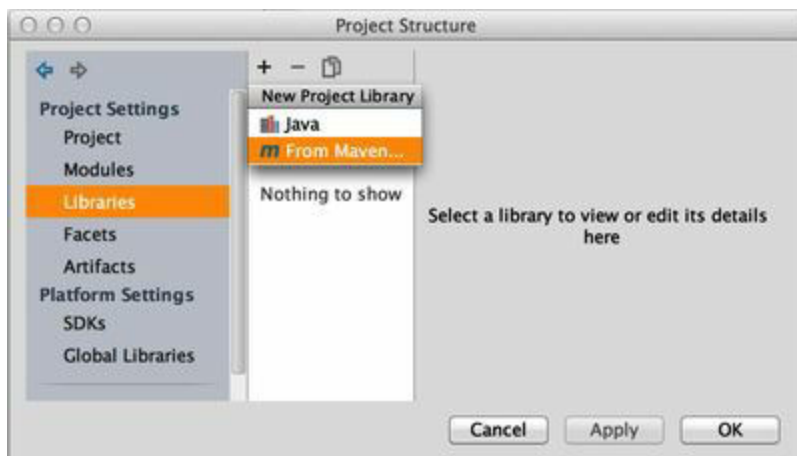 Project Structure
Project Settings
Project
Modules
Libraries
Facets
Artifacts
Platform Settings
SDKs
Global Libraries
New Project Library
Java
m From Maven...
Nothing to show
Select a library to view or edit its details
here
Cancel
Apply
OK